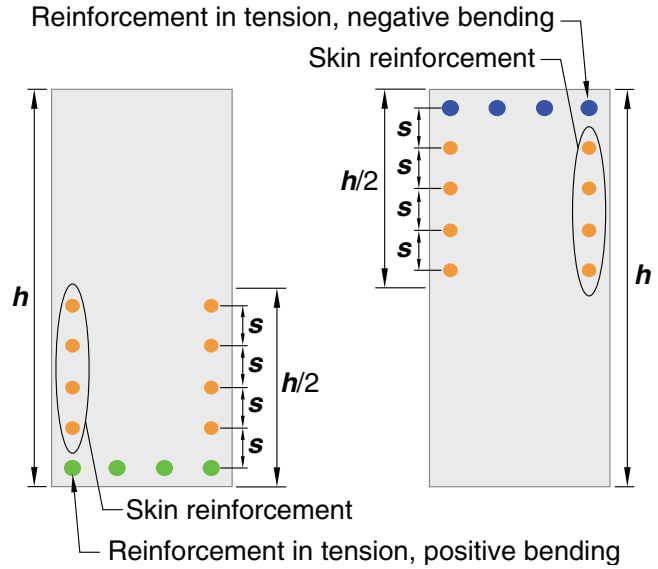 Reinforcement in tension, negative bending
Skin reinforcement
h
s
s
s
s
h/2
Skin reinforcement
Reinforcement in tension, positive bending
h/2
s
s
s
s
h